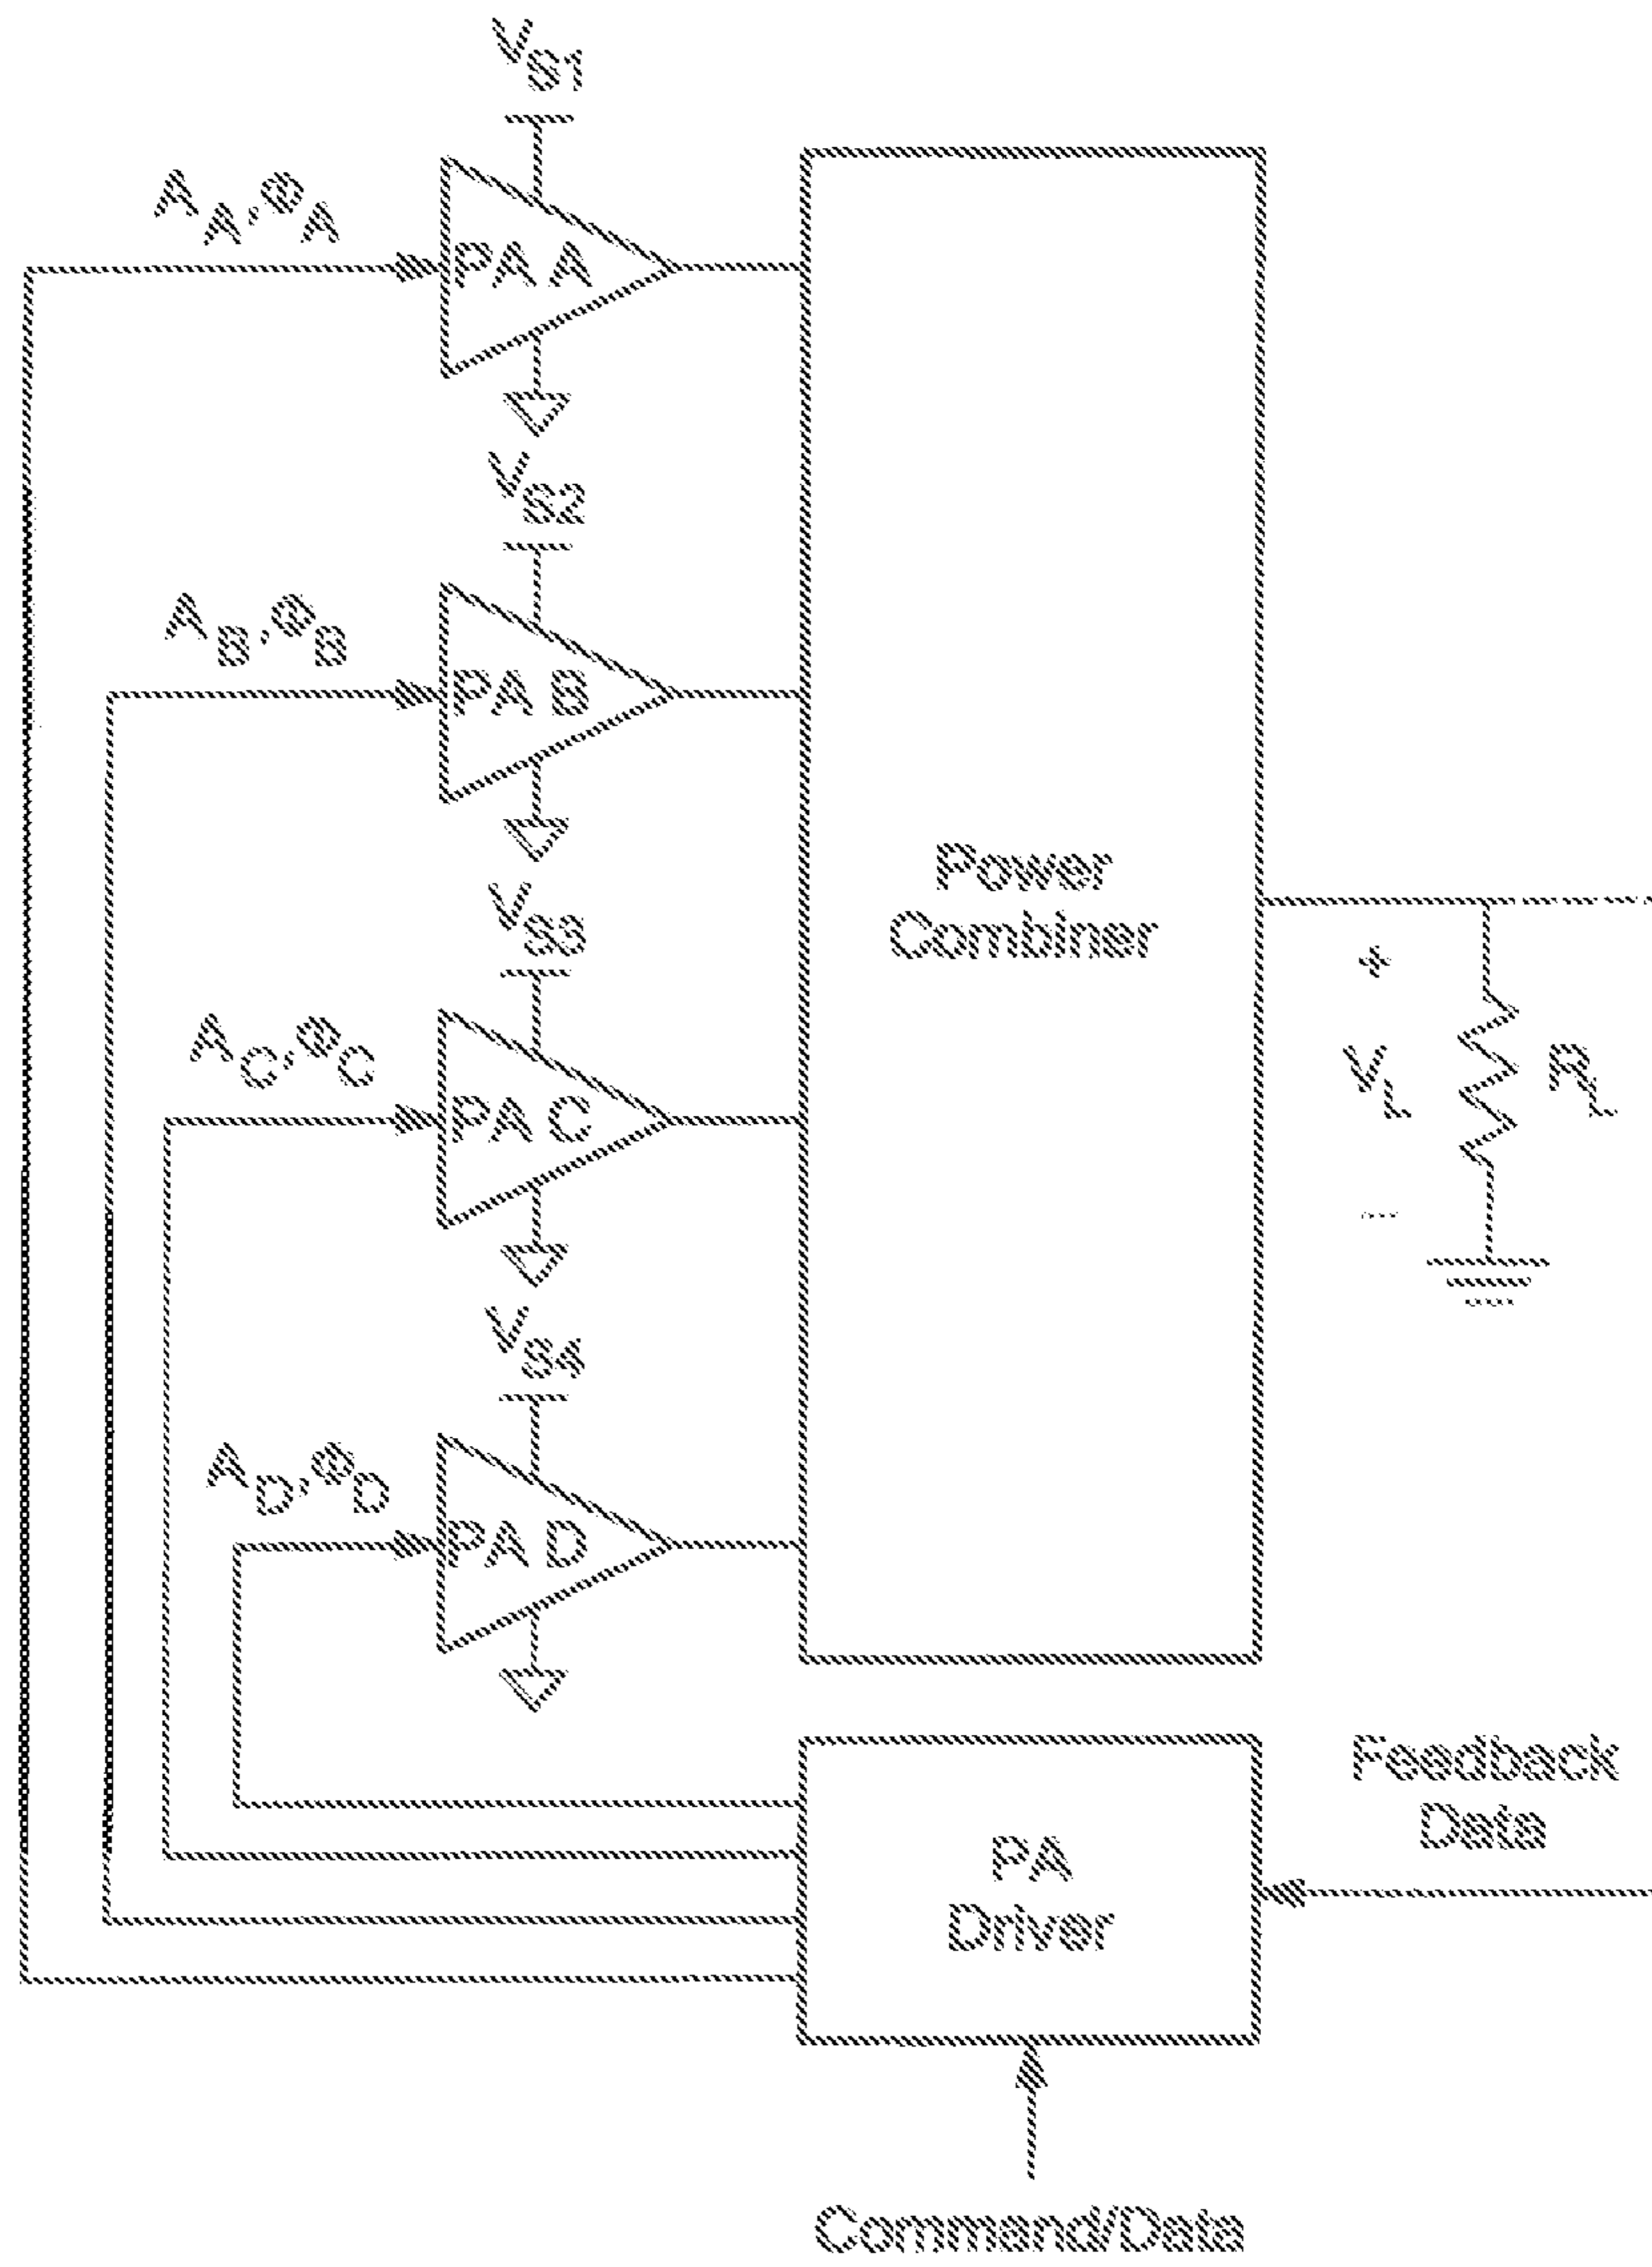 V_S1
A_A,Φ_A
PA A
V_S2
A_B,Φ_B
PA B
V_S3
A_C,Φ_C
PA C
V_S4
A_D,Φ_D
PA D
Power
Combiner
+
V_L
R_L
–
PA
Driver
Feedback
Data
Command/Data